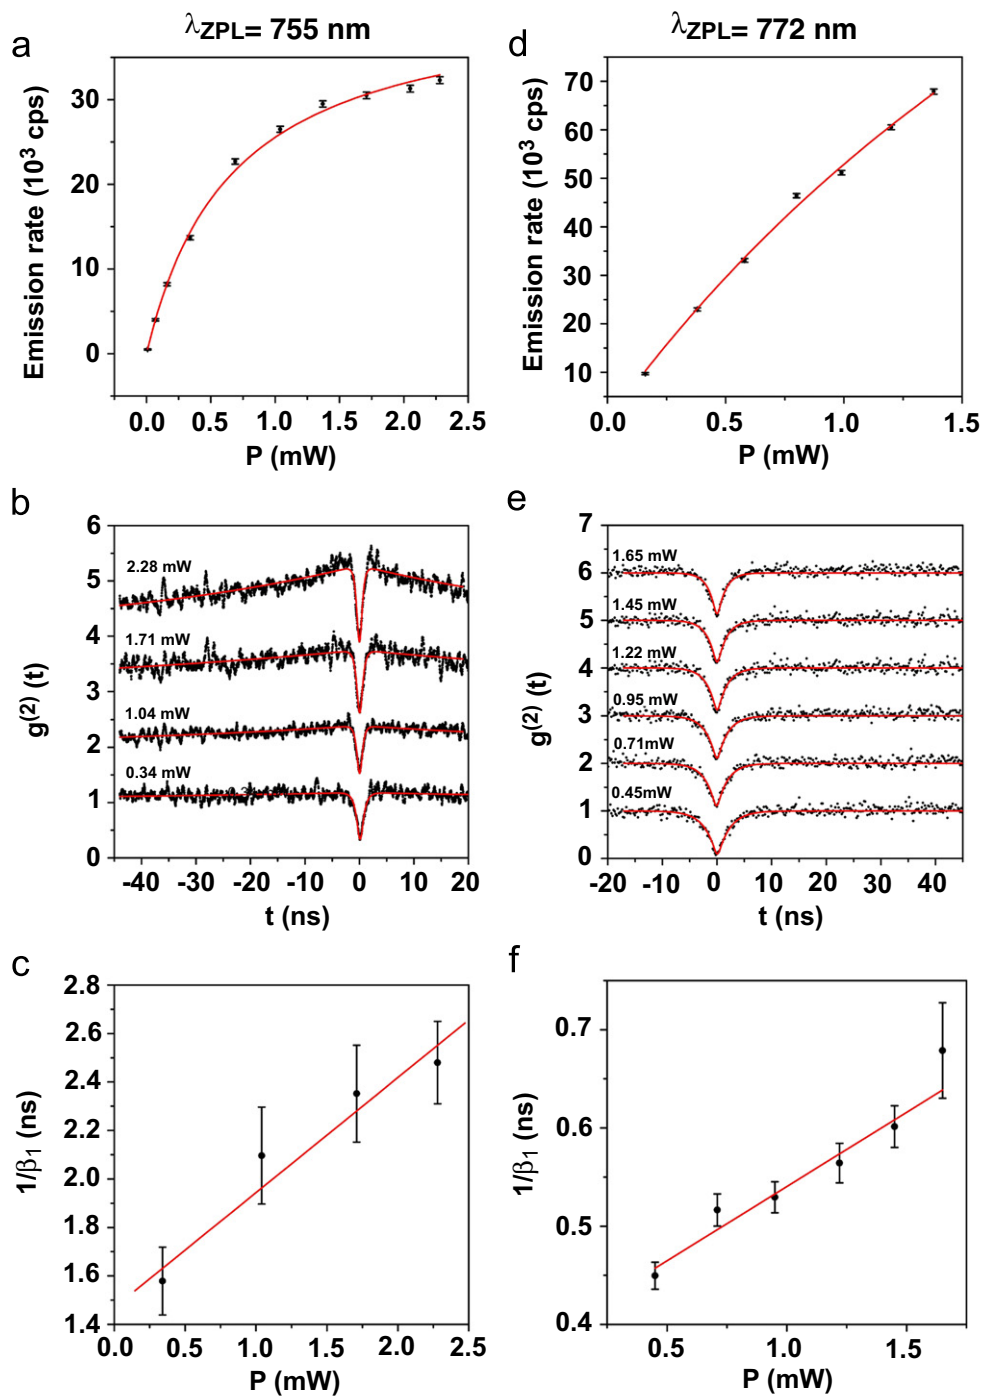 a
λZPL= 755 nm
Emission rate (10³ cps)
30
20
10
0
0.0 0.5 1.0 1.5 2.0 2.5
P (mW)
d
λZPL= 772 nm
Emission rate (10³ cps)
70
60
50
40
30
20
10
0.0 0.5 1.0 1.5
P (mW)
b
g(2) (t)
6
5
4
3
2
1
0
2.28 mW
1.71 mW
1.04 mW
0.34 mW
-40 -30 -20 -10 0 10 20
t (ns)
e
g(2) (t)
7
6
5
4
3
2
1
0
1.65 mW
1.45 mW
1.22 mW
0.95 mW
0.71mW
0.45mW
-20 -10 0 10 20 30 40
t (ns)
c
1/β1 (ns)
2.8
2.6
2.4
2.2
2.0
1.8
1.6
1.4
0.0 0.5 1.0 1.5 2.0 2.5
P (mW)
f
1/β1 (ns)
0.7
0.6
0.5
0.4
0.5 1.0 1.5
P (mW)